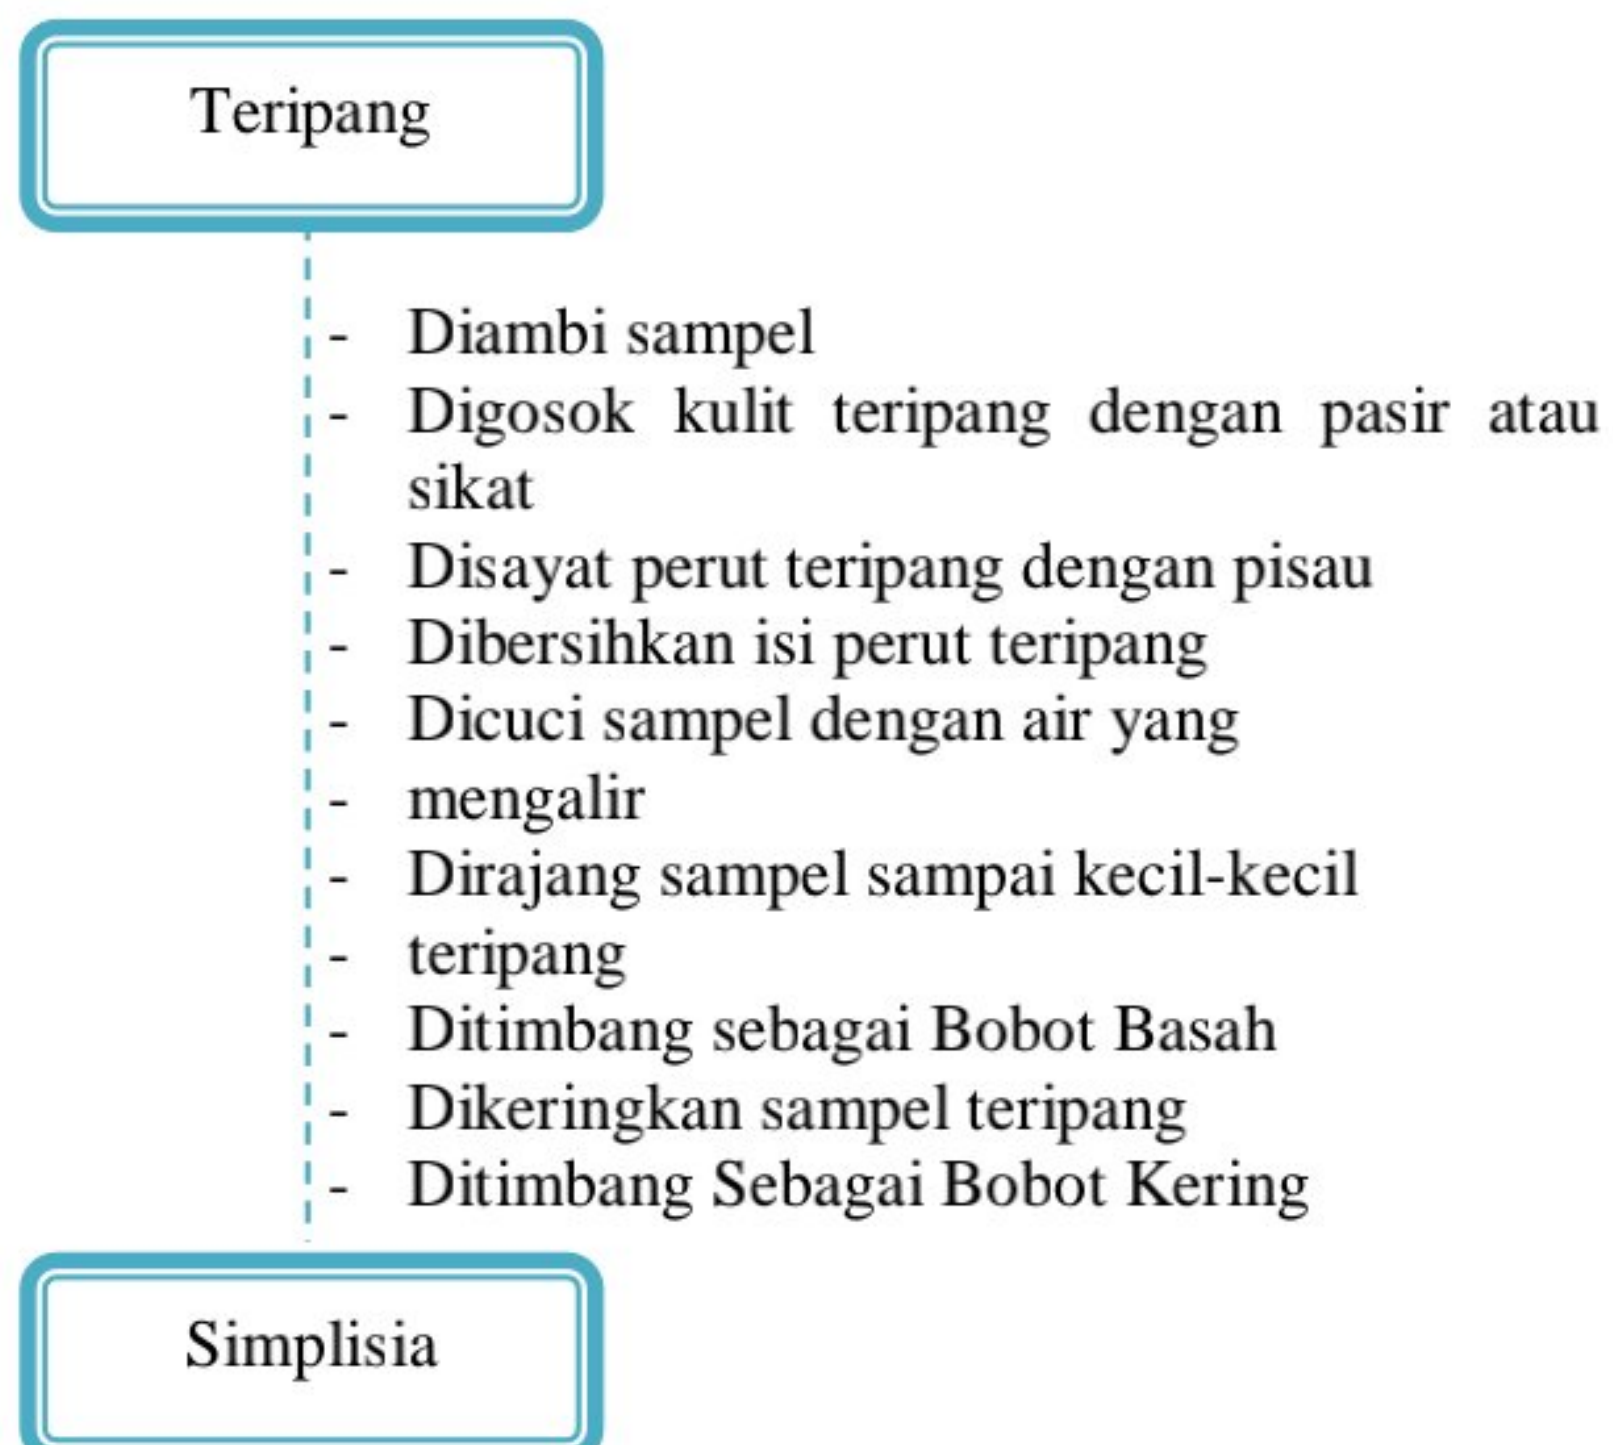 Teripang
- Diambi sampel
- Digosok kulit teripang dengan pasir atau
sikat
- Disayat perut teripang dengan pisau
- Dibersihkan isi perut teripang
- Dicuci sampel dengan air yang
- mengalir
- Dirajang sampel sampai kecil-kecil
- teripang
- Ditimbang sebagai Bobot Basah
- Dikeringkan sampel teripang
- Ditimbang Sebagai Bobot Kering
Simplisia